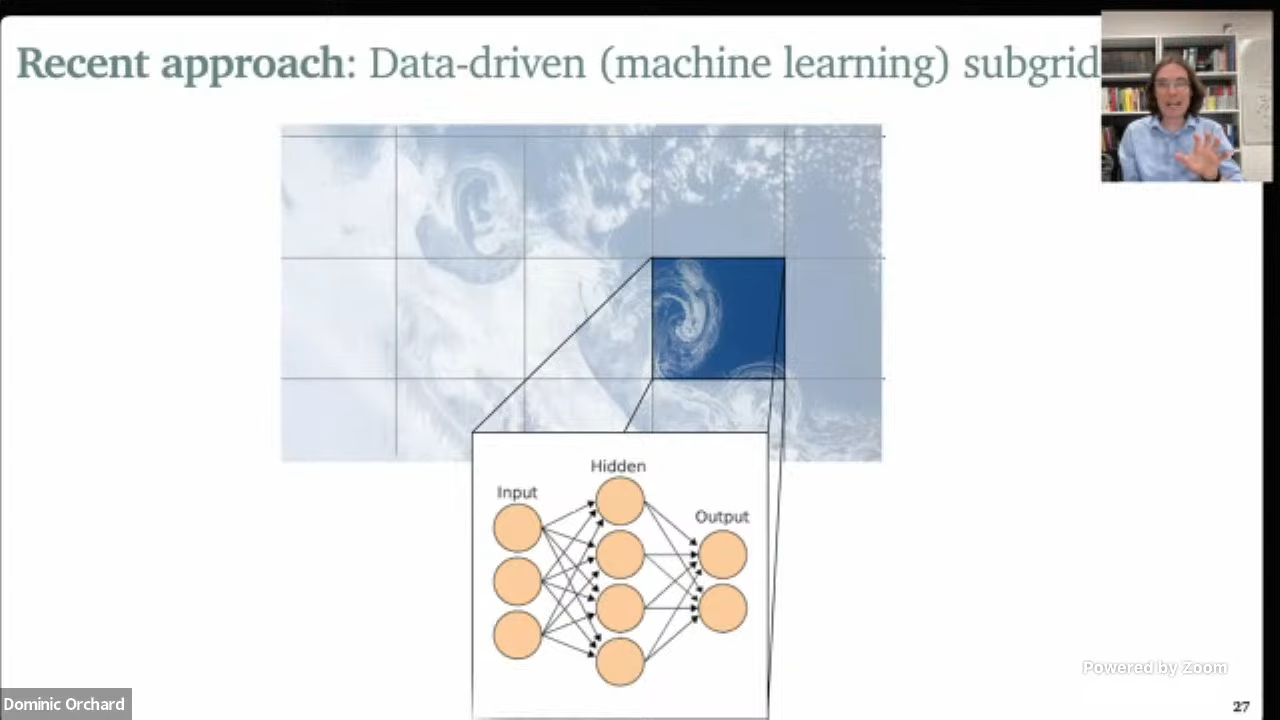 Recent approach: Data-driven (machine learning) subgrid
Hidden
Input
Output
Powered by Zoom
Dominic Orchard
27